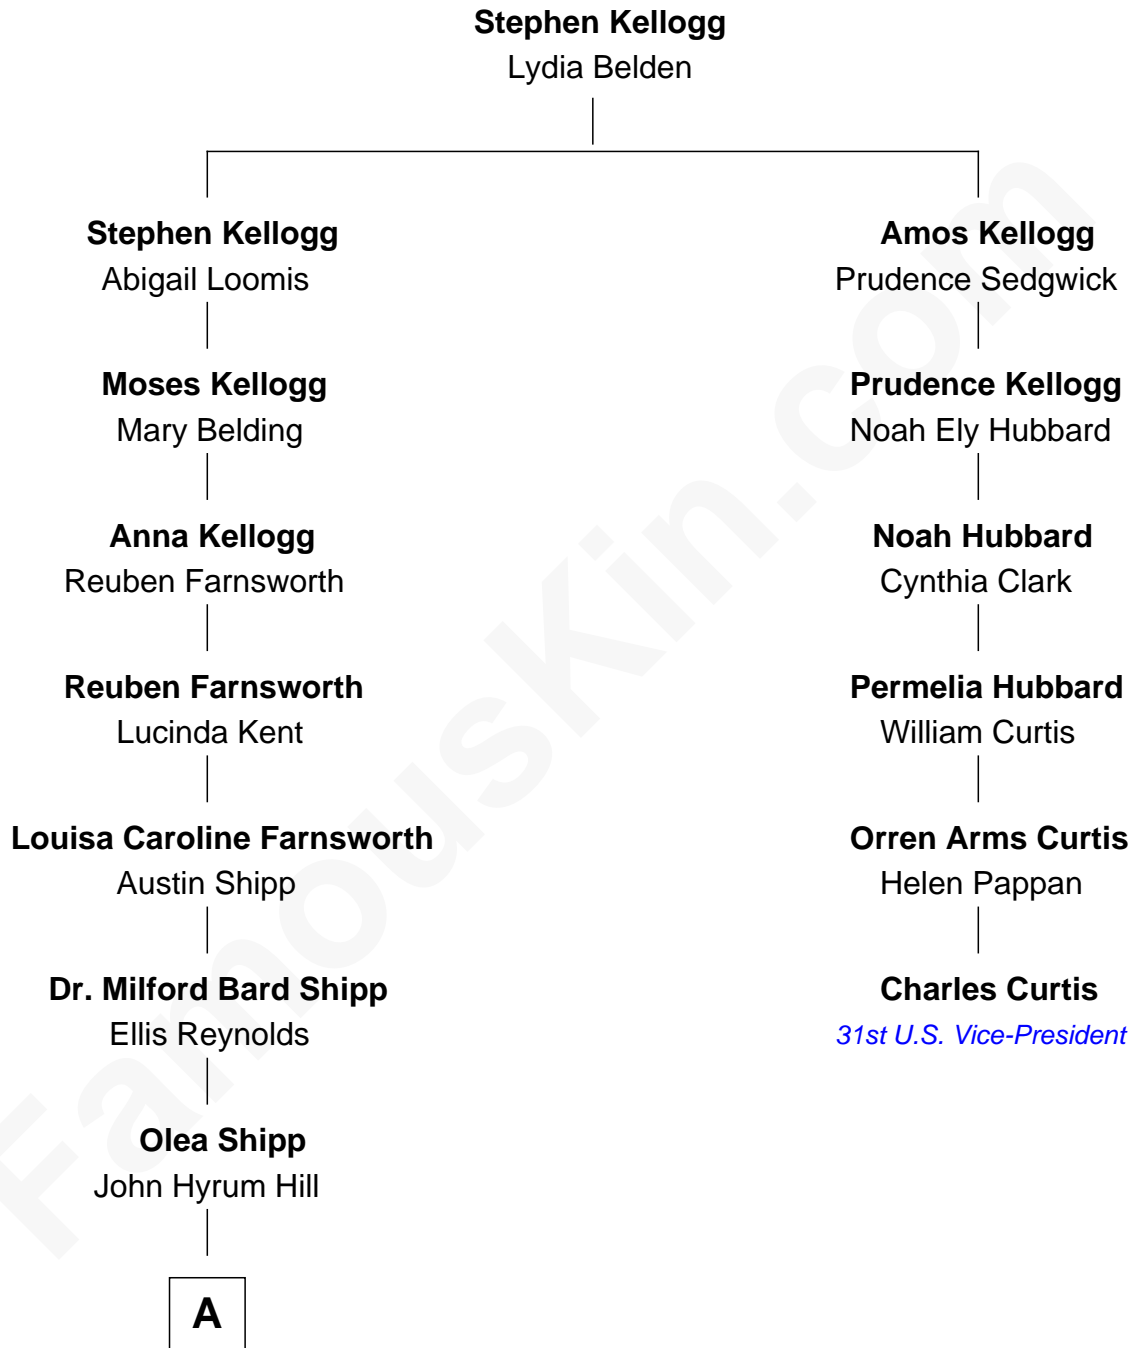 Stephen Kellogg
Lydia Belden
Stephen Kellogg
Abigail Loomis
Amos Kellogg
Prudence Sedgwick
Moses Kellogg
Mary Belding
Prudence Kellogg
Noah Ely Hubbard
Anna Kellogg
Reuben Farnsworth
Noah Hubbard
Cynthia Clark
Reuben Farnsworth
Lucinda Kent
Permelia Hubbard
William Curtis
Louisa Caroline Farnsworth
Austin Shipp
Orren Arms Curtis
Helen Pappan
Dr. Milford Bard Shipp
Ellis Reynolds
Charles Curtis
31st U.S. Vice-President
Olea Shipp
John Hyrum Hill
A
FamousKin.com